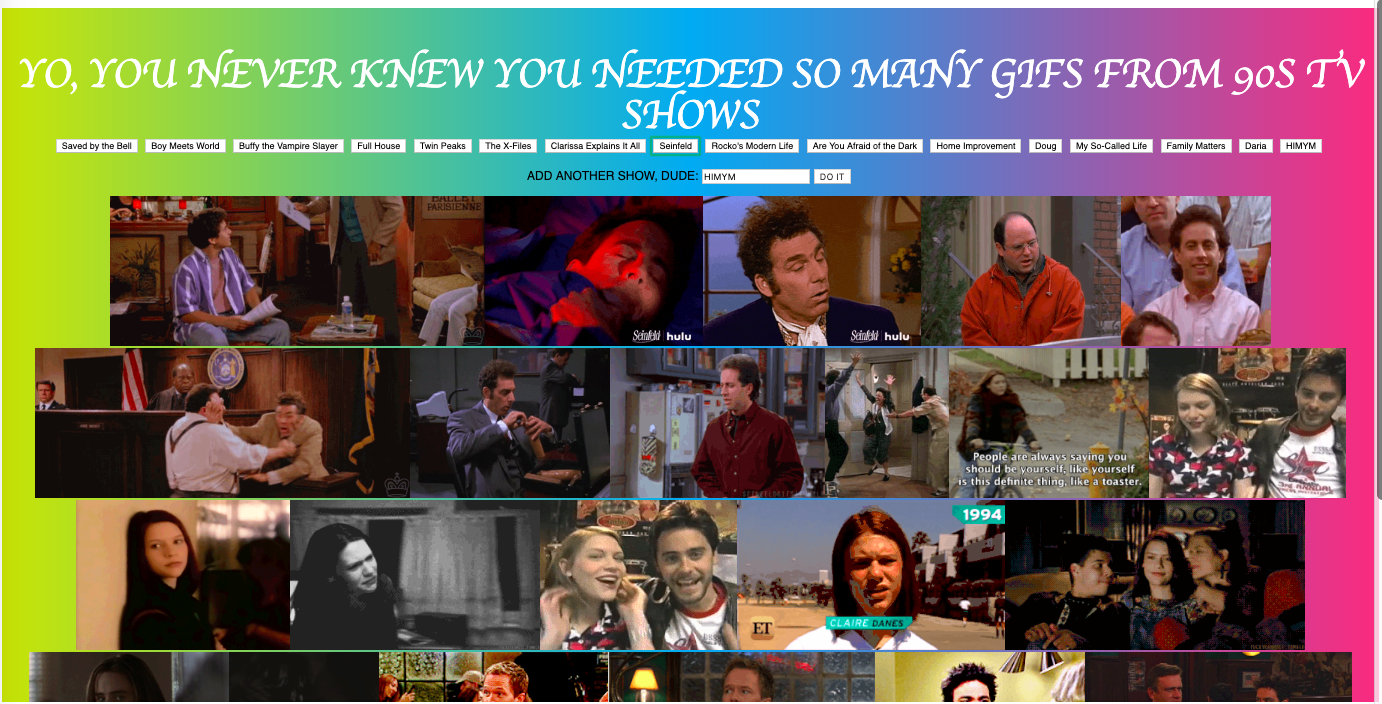 YO, YOU NEVER KNEW YOU NEEDED SO MANY GIFS FROM 90S TV
SHOWS
Saved by the Bell Boy Meets World Buffy the Vampire Slayer Full House Twin Peaks The X-Files Clarissa Explains It All Seinfeld Rocko's Modern Life Are You Afraid of the Dark Home Improvement Doug My So-Called Life Family Matters Daria HIMYM
ADD ANOTHER SHOW, DUDE: HIMYM DO IT
BALLET
PARISIENNE
Seinfeld hulu
Seinfeld hulu
People are always saying you
should be yourself, like yourself
is this definite thing, like a toaster.
3RD ANNUAL
1994
ET
CLAIRE DANES